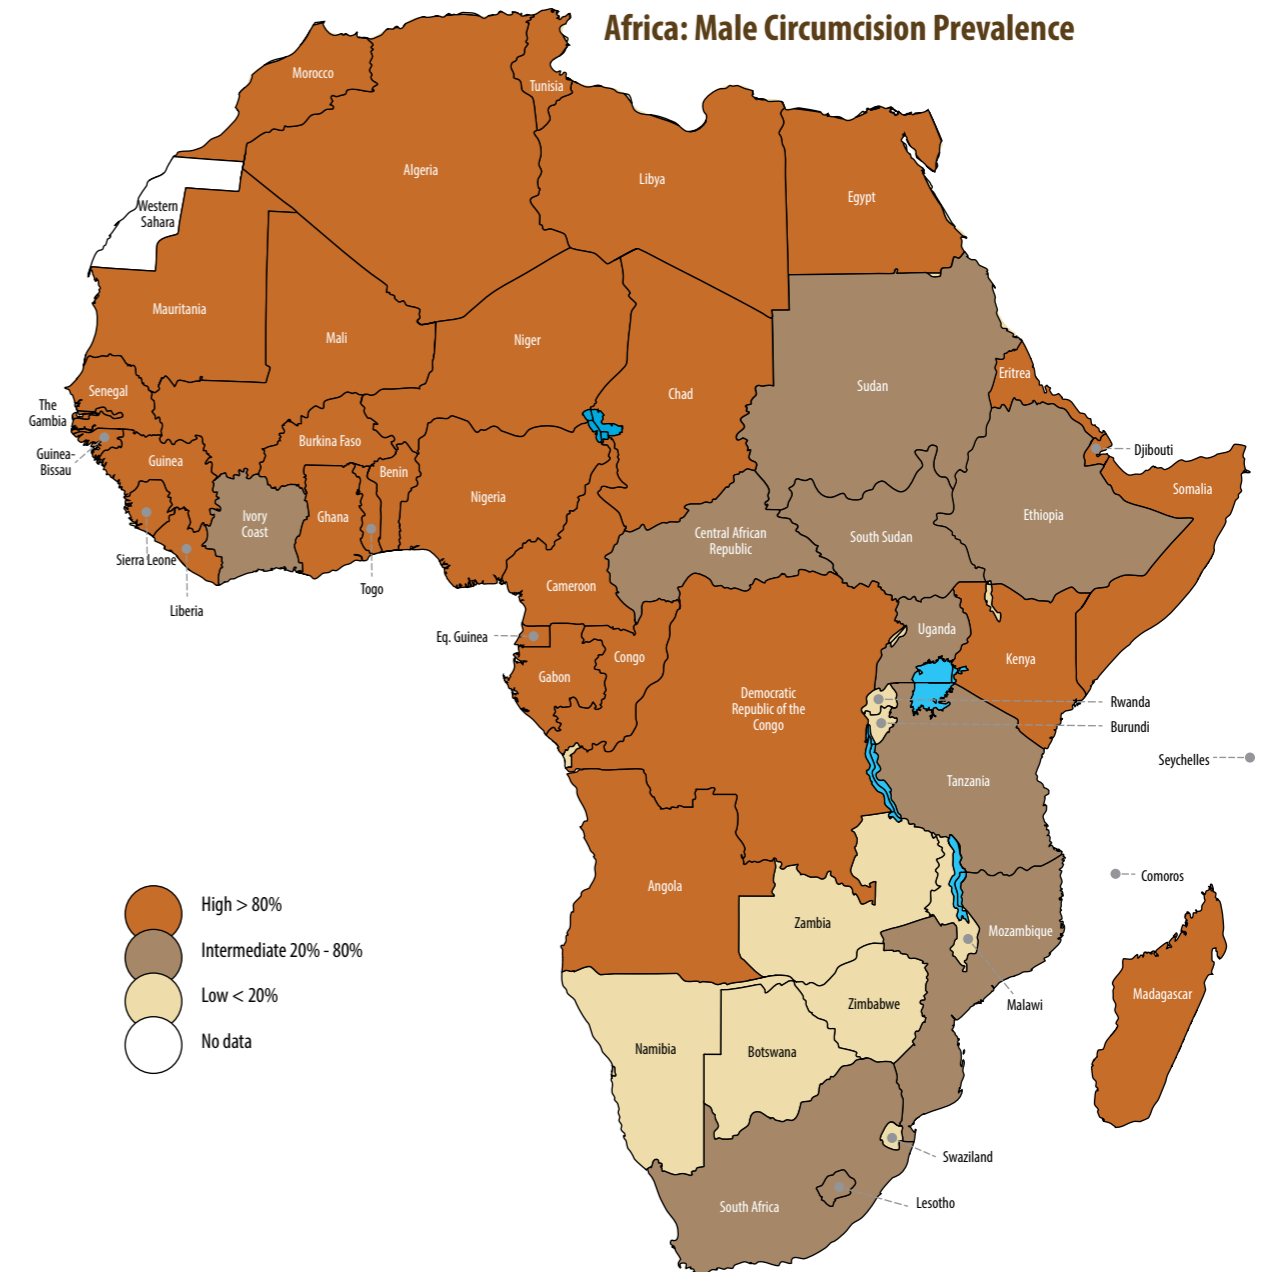 Africa: Male Circumcision Prevalence
Morocco
Tunisia
Algeria
Libya
Egypt
Western
Sahara
Mauritania
Mali
Niger
Chad
Sudan
Eritrea
Senegal
The
Gambia
Guinea-
Bissau
Guinea
Burkina Faso
Benin
Nigeria
Djibouti
Somalia
Ivory
Coast
Ghana
Ethiopia
Central African
Republic
South Sudan
Sierra Leone
Togo
Liberia
Cameroon
Eq. Guinea
Gabon
Congo
Uganda
Kenya
Democratic
Republic of the
Congo
Rwanda
Burundi
Seychelles
Tanzania
Comoros
Angola
Zambia
Mozambique
Malawi
Madagascar
Zimbabwe
Namibia
Botswana
Swaziland
Lesotho
South Africa
High > 80%
Intermediate 20% - 80%
Low < 20%
No data